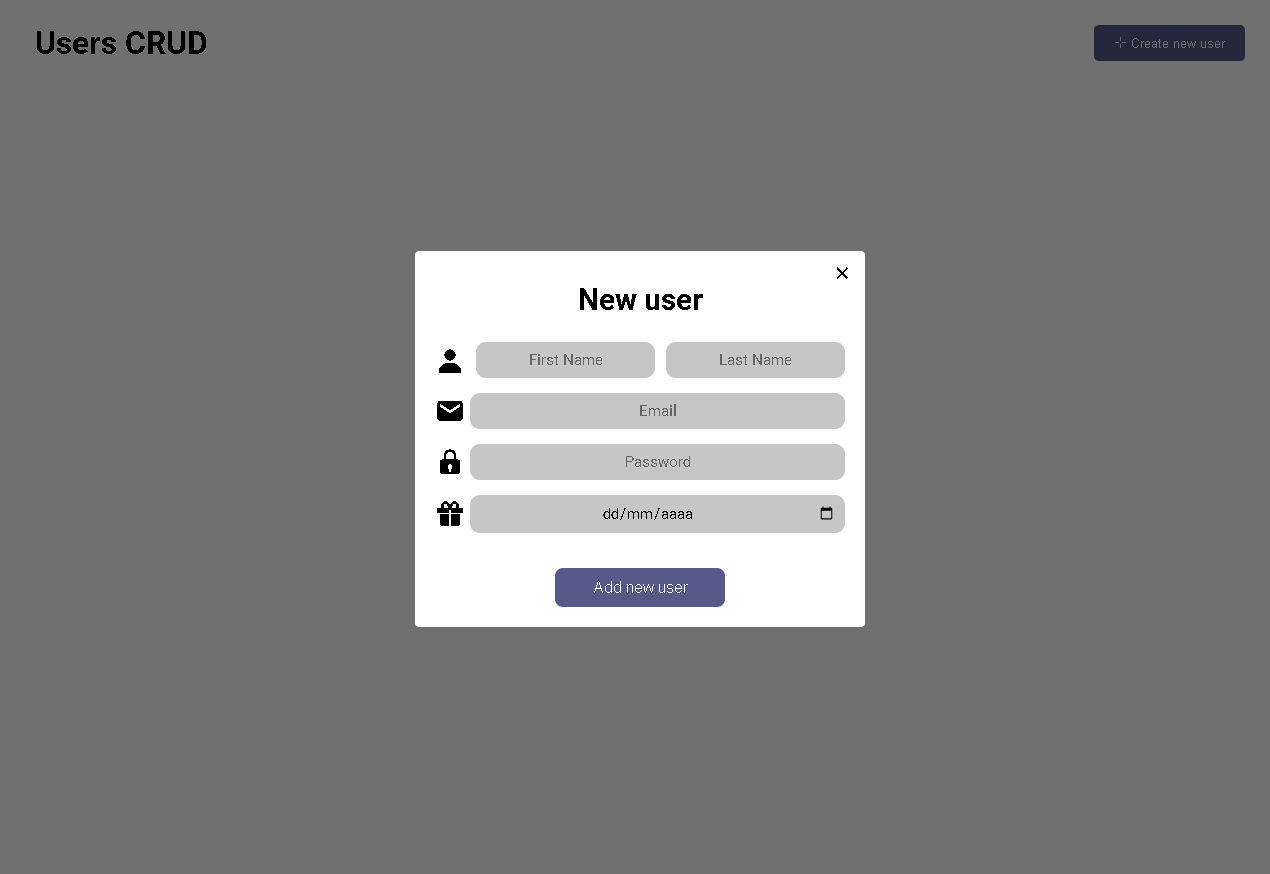 Users CRUD
Create new user
New user
First Name Last Name
Email
Password
dd/mm/aaaa
Add new user